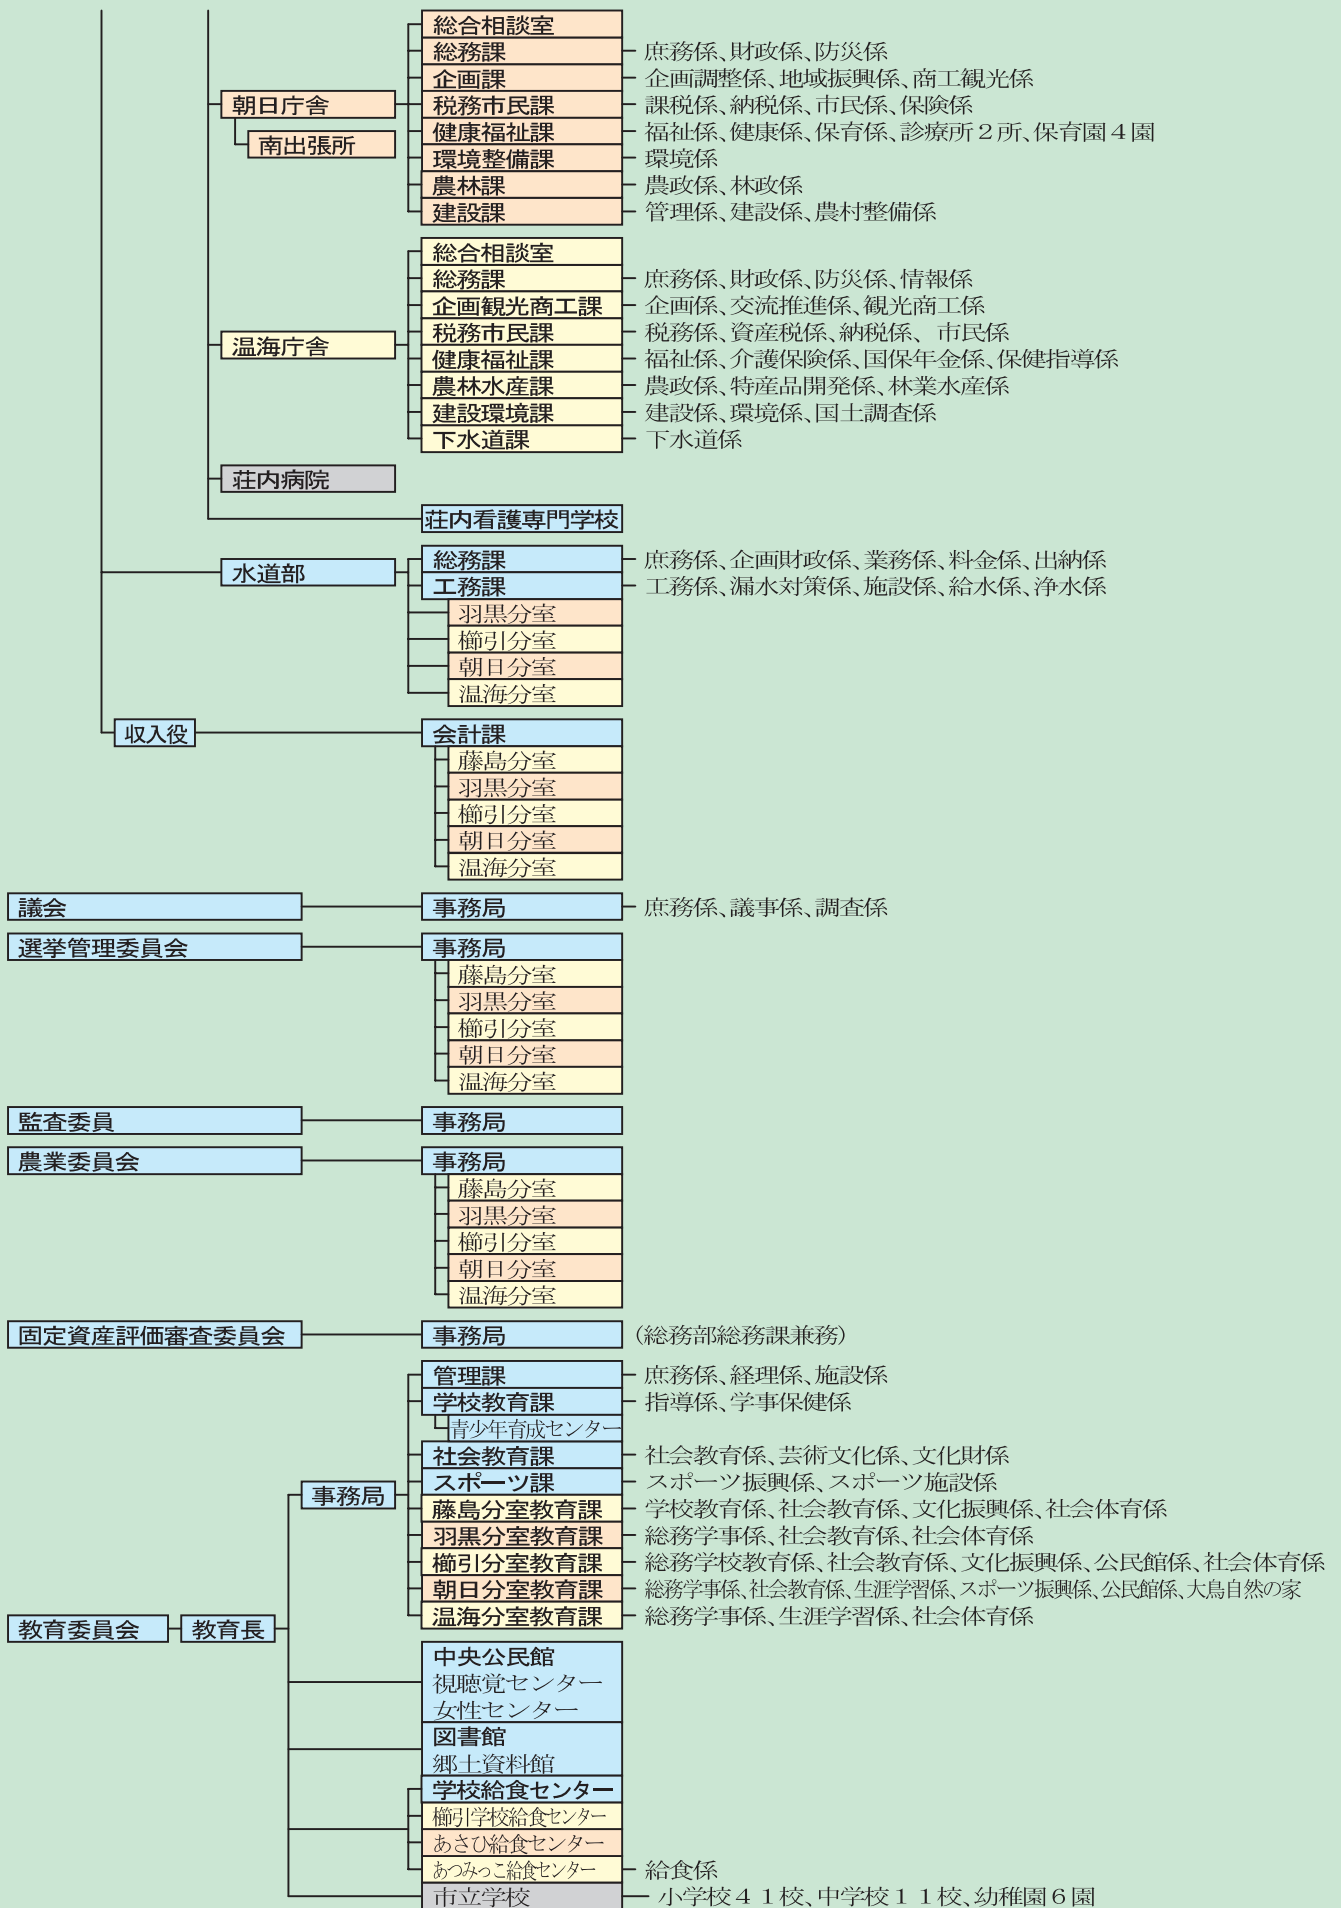 総合相談室
総務課 庶務係、財政係、防災係
企画課 企画調整係、地域振興係、商工観光係
朝日庁舎 税務市民課 課税係、納税係、市民係、保険係
健康福祉課 福祉係、健康係、保育係、診療所２所、保育園４園
南出張所
環境整備課 環境係
農林課 農政係、林政係
建設課 管理係、建設係、農村整備係
総合相談室
総務課 庶務係、財政係、防災係、情報係
企画観光商工課 企画係、交流推進係、観光商工係
税務市民課 税務係、資産税係、納税係、 市民係
温海庁舎
健康福祉課 福祉係、介護保険係、国保年金係、保健指導係
農林水産課 農政係、特産品開発係、林業水産係
建設環境課 建設係、環境係、国土調査係
下水道課 下水道係
荘内病院
荘内看護専門学校
総務課 庶務係、企画財政係、業務係、料金係、出納係
水道部
工務課 工務係、漏水対策係、施設係、給水係、浄水係
羽黒分室
櫛引分室
朝日分室
温海分室
収入役 会計課
藤島分室
羽黒分室
櫛引分室
朝日分室
温海分室
議会 事務局 庶務係、議事係、調査係
選挙管理委員会 事務局
藤島分室
羽黒分室
櫛引分室
朝日分室
温海分室
監査委員 事務局
農業委員会 事務局
藤島分室
羽黒分室
櫛引分室
朝日分室
温海分室
固定資産評価審査委員会 事務局 （総務部総務課兼務）
管理課 庶務係、経理係、施設係
学校教育課 指導係、学事保健係
青少年育成センター
社会教育課 社会教育係、芸術文化係、文化財係
スポーツ課 スポーツ振興係、スポーツ施設係
事務局
藤島分室教育課 学校教育係、社会教育係、文化振興係、社会体育係
羽黒分室教育課 総務学事係、社会教育係、社会体育係
櫛引分室教育課 総務学校教育係、社会教育係、文化振興係、公民館係、社会体育係
朝日分室教育課 総務学事係、社会教育係、生涯学習係、スポーツ振興係、公民館係、大鳥自然の家
温海分室教育課 総務学事係、生涯学習係、社会体育係
教育委員会 教育長
中央公民館
視聴覚センター
女性センター
図書館
郷土資料館
学校給食センター
櫛引学校給食センター
あさひ給食センター
あつみっこ給食センター 給食係
市立学校 小学校４１校、中学校１１校、幼稚園６園